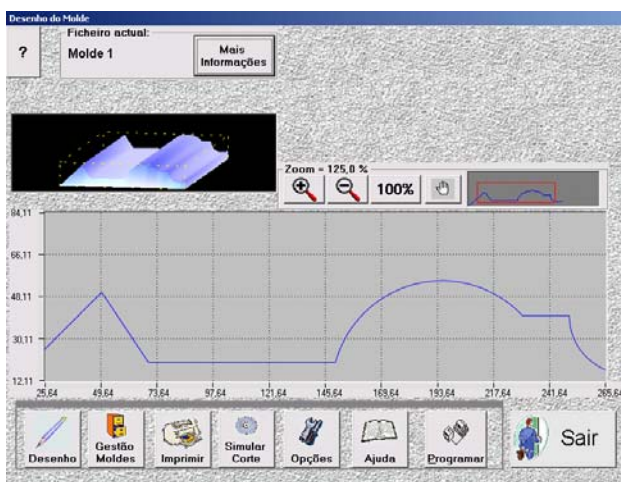 Desenho do Molde
?
Ficheiro actual:
Molde 1
Mais
Informações
Zoom = 125,0 %
100%
84,11
66,11
48,11
30,11
12,11
25,64 49,64 73,64 97,64 121,64 145,64 169,64 193,64 217,64 241,64 265,64
Desenho
Gestão
Moldes
Imprimir
Simular
Corte
Opções
Ajuda
Programar
Sair